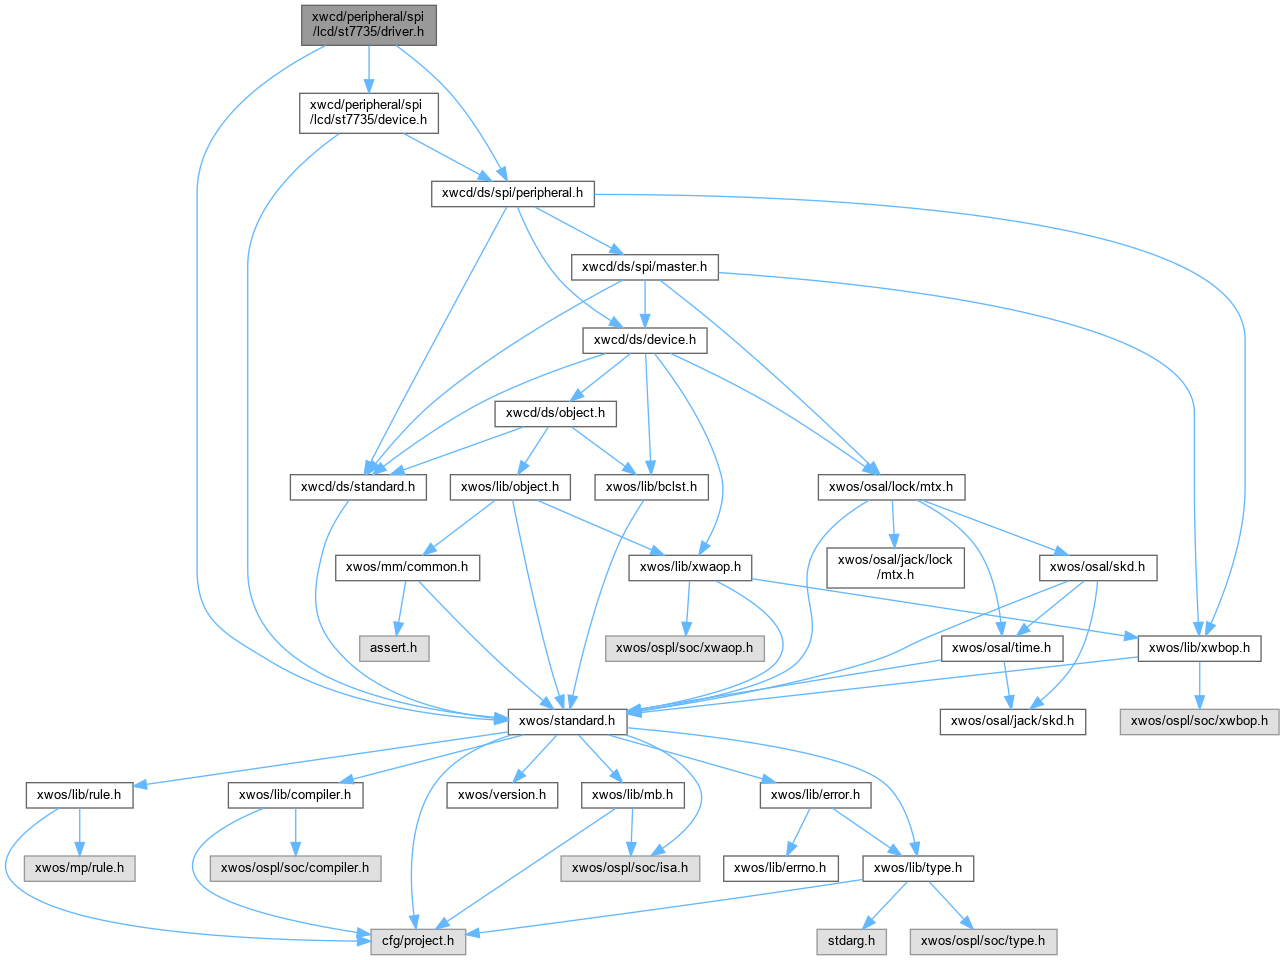 xwcd/peripheral/spi
/lcd/st7735/driver.h
xwcd/peripheral/spi
/lcd/st7735/device.h
xwcd/ds/spi/peripheral.h
xwcd/ds/spi/master.h
xwcd/ds/device.h
xwcd/ds/object.h
xwcd/ds/standard.h
xwos/lib/object.h
xwos/lib/bclst.h
xwos/osal/lock/mtx.h
xwos/mm/common.h
xwos/lib/xwaop.h
xwos/osal/jack/lock
/mtx.h
xwos/osal/skd.h
assert.h
xwos/ospl/soc/xwaop.h
xwos/osal/time.h
xwos/lib/xwbop.h
xwos/standard.h
xwos/osal/jack/skd.h
xwos/ospl/soc/xwbop.h
xwos/lib/rule.h
xwos/lib/compiler.h
xwos/version.h
xwos/lib/mb.h
xwos/lib/error.h
xwos/mp/rule.h
xwos/ospl/soc/compiler.h
xwos/ospl/soc/isa.h
xwos/lib/errno.h
xwos/lib/type.h
cfg/project.h
stdarg.h
xwos/ospl/soc/type.h